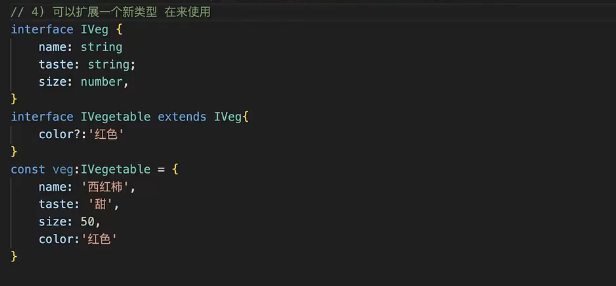 // 4) 可以扩展一个新类型 在来使用
interface IVeg {
    name: string
    taste: string;
    size: number,
}
interface IVegetable extends IVeg{
    color?:'红色'
}
const veg:IVegetable = {
    name: '西红柿',
    taste: '甜',
    size: 50,
    color:'红色'
}